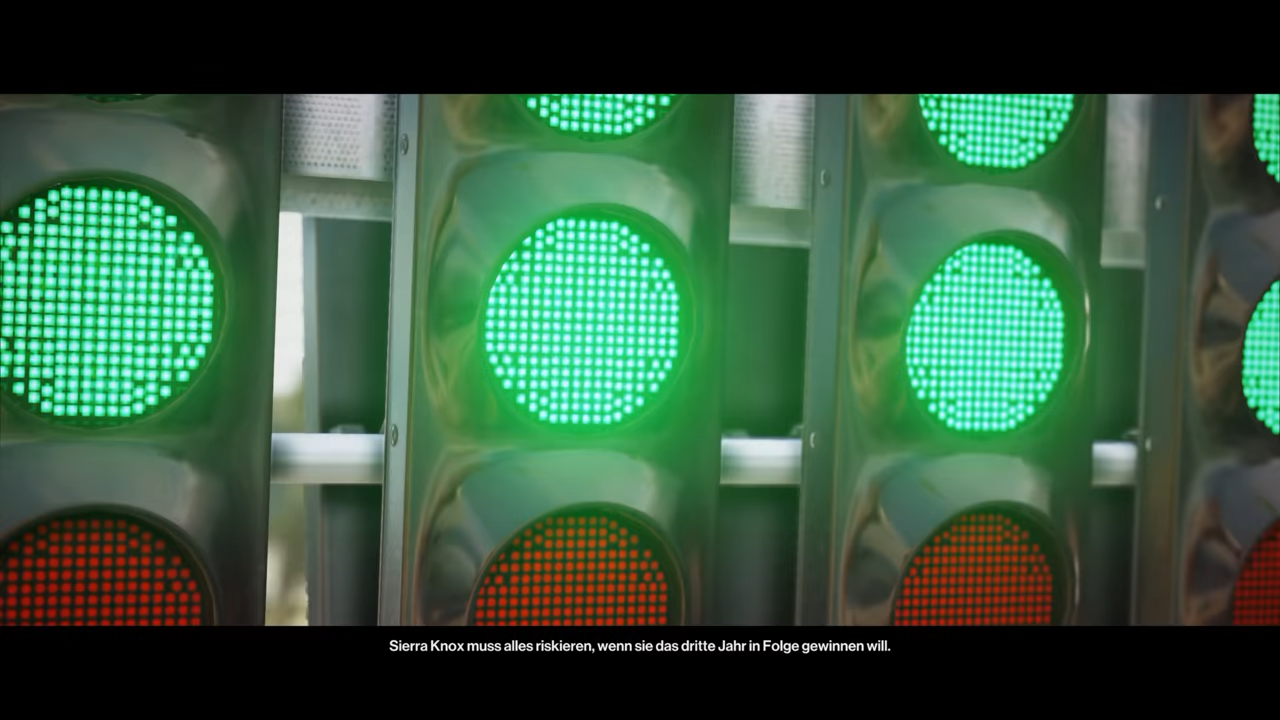 Sierra Knox muss alles riskieren, wenn sie das dritte Jahr in Folge gewinnen will.